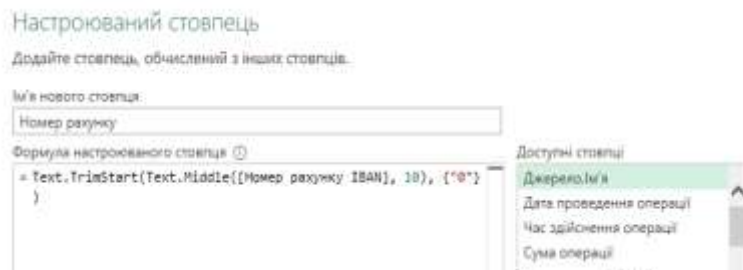 Настроюваний стовпець
Додайте стовпець, обчислений з інших стовпців.
Ім'я нового стовпця
Номер рахунку
Формула настроюваного стовпця
Доступні стовпці
= Text.TrimStart(Text.Middle([Номер рахунку IBAN], 10), {"0"}
)
Джерело.Ім'я
Дата проведення операції
Час здійснення операції
Сума операції